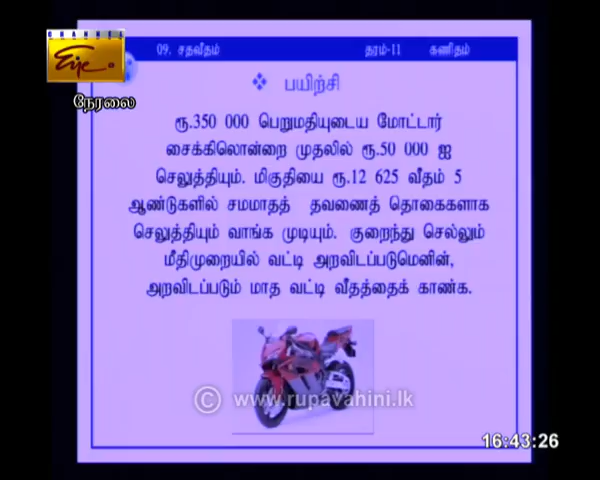 CHANNEL
Eye
நேரலை
09. சதவீதம் தரம்-11 கணிதம்
❖ பயிற்சி
ரூ.350 000 பெறுமதியுடைய மோட்டார்
சைக்கிலொன்றை முதலில் ரூ.50 000 ஐ
செலுத்தியும். மிகுதியை ரூ.12 625 வீதம் 5
ஆண்டுகளில் சமமாதத் தவணைத் தொகைகளாக
செலுத்தியும் வாங்க முடியும். குறைந்து செல்லும்
மீதிமுறையில் வட்டி அறவிடப்படுமெனின்,
அறவிடப்படும் மாத வட்டி வீதத்தைக் காண்க.
© www.rupavahini.lk
16:43:26